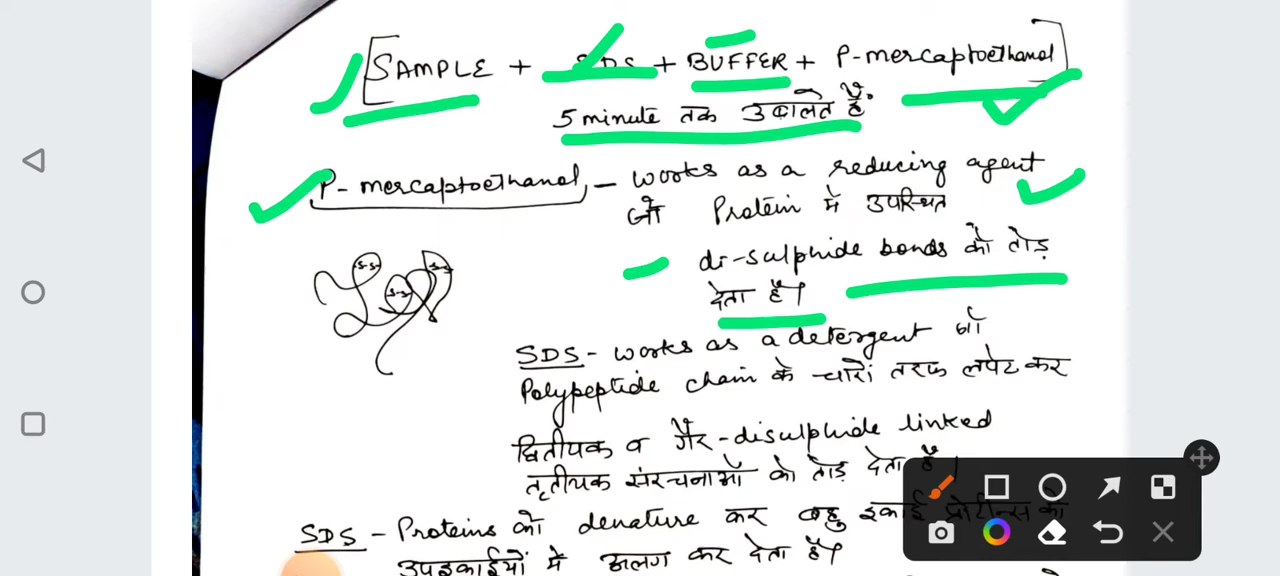 [SAMPLE + SDS + BUFFER + P-mercaptoethanol]
5 minute तक उबालते हैं.
P-mercaptoethanol - works as a reducing agent
जो Protein में उपस्थित
di-sulphide bonds को तोड़
देता है।
S-S
S-S
S-S
SDS - works as a detergent जो
Polypeptide chain के चारों तरफ लपेट कर
द्वितीयक व गैर-disulphide linked
तृतीयक संरचनाओं को तोड़ देता है।
SDS - Proteins को denature कर बहु इकाई प्रोटीन्स को
उपइकाईयों में अलग कर देता है।